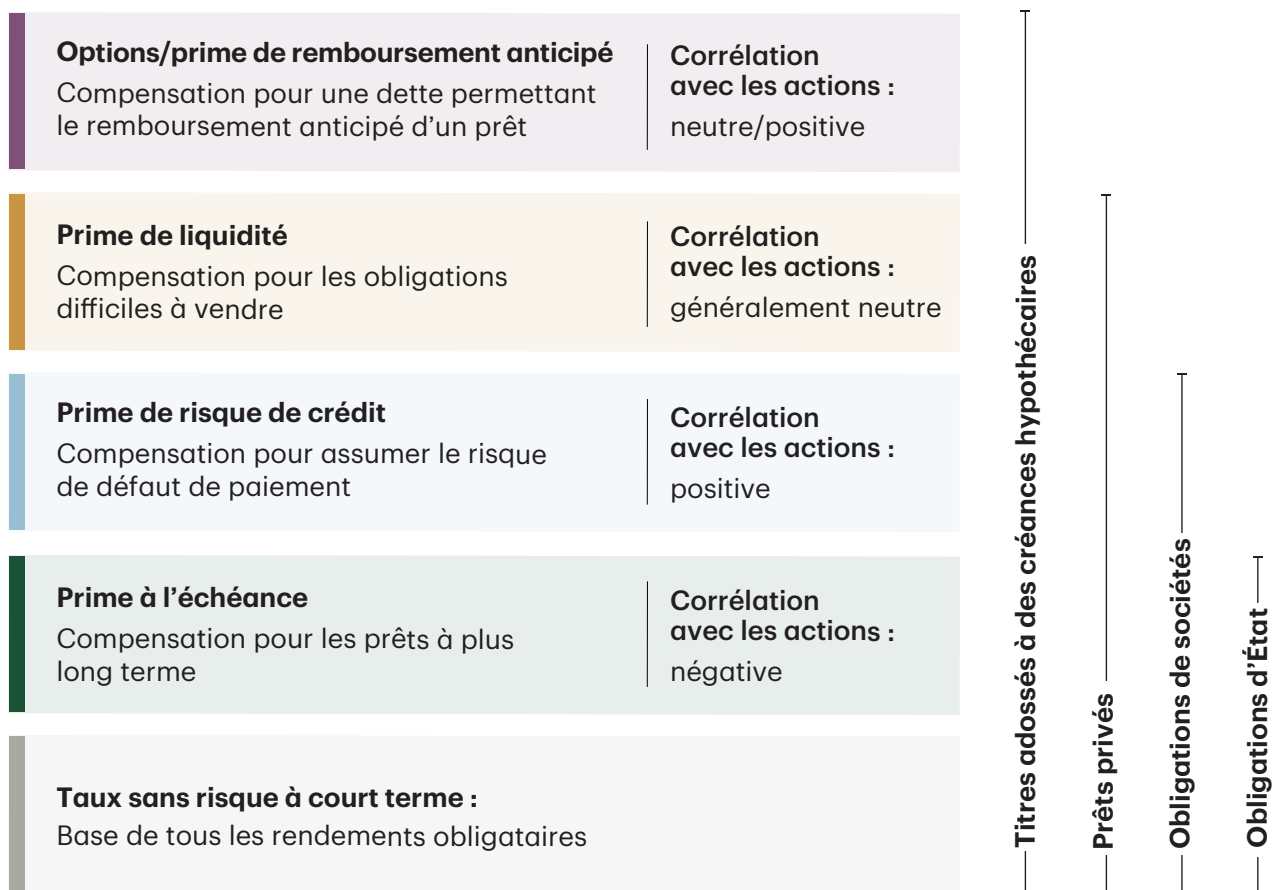 Options/prime de remboursement anticipé
Compensation pour une dette permettant
le remboursement anticipé d’un prêt
Corrélation
avec les actions :
neutre/positive
Prime de liquidité
Compensation pour les obligations
difficiles à vendre
Corrélation
avec les actions :
généralement neutre
Prime de risque de crédit
Compensation pour assumer le risque
de défaut de paiement
Corrélation
avec les actions :
positive
Prime à l’échéance
Compensation pour les prêts à plus
long terme
Corrélation
avec les actions :
négative
Taux sans risque à court terme :
Base de tous les rendements obligataires
Titres adossés à des créances hypothécaires
Prêts privés
Obligations de sociétés
Obligations d’État